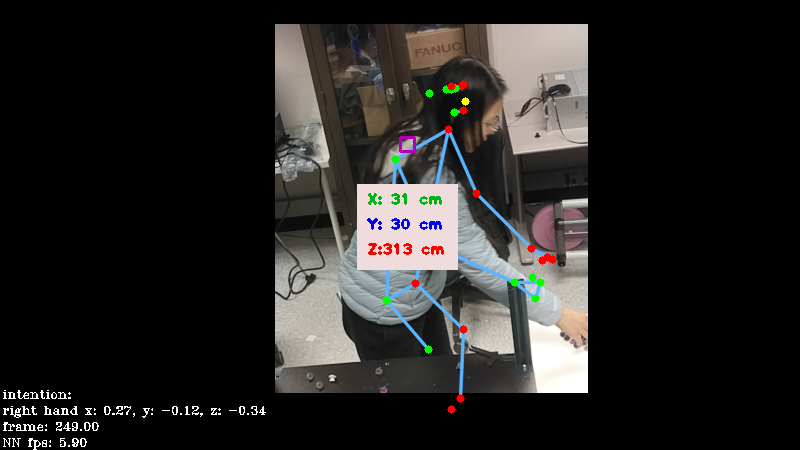 FANUC
X: 31 cm
Y: 30 cm
Z:313 cm
intention:
right hand x: 0.27, y: -0.12, z: -0.34
frame: 249.00
NN fps: 5.90